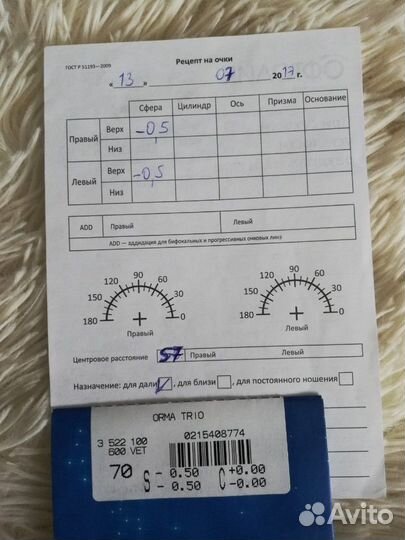 ГОСТ Р 51193—2009
Рецепт на очки
« 13 » 07 2017 г.
Сфера Цилиндр Ось Призма Основание
Правый Верх -0,5
Низ
Левый Верх -0,5
Низ
ADD Правый Левый
ADD — аддидация для бифокальных и прогрессивных очковых линз
180 150 120 90 60 30 0
Правый
180 150 120 90 60 30 0
Левый
Центровое расстояние 57 Правый Левый
Назначение: для дали ✓, для близи , для постоянного ношения
ORMA TRIO
3 522 100 0215408774
600 VET
70 S - 0.50 C +0.00
- 0.50 -0.00
Avito